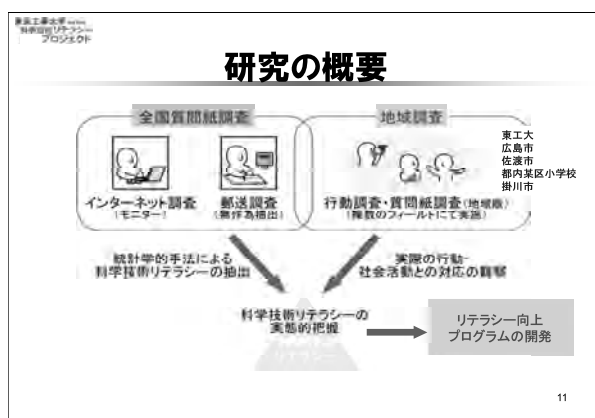 東京工業大学
科学技術リテラシー
プロジェクト
研究の概要
全国質問紙調査
地域調査
東工大
広島市
佐渡市
都内某区小学校
掛川市
インターネット調査
(モニター)
郵送調査
(無作為抽出)
行動調査・質問紙調査(地域版)
(複数のフィールドにて実施)
統計学的手法による
科学技術リテラシーの抽出
実際の行動・
社会活動との対応の観察
科学技術リテラシーの
実態的把握
リテラシー
リテラシー向上
プログラムの開発
11